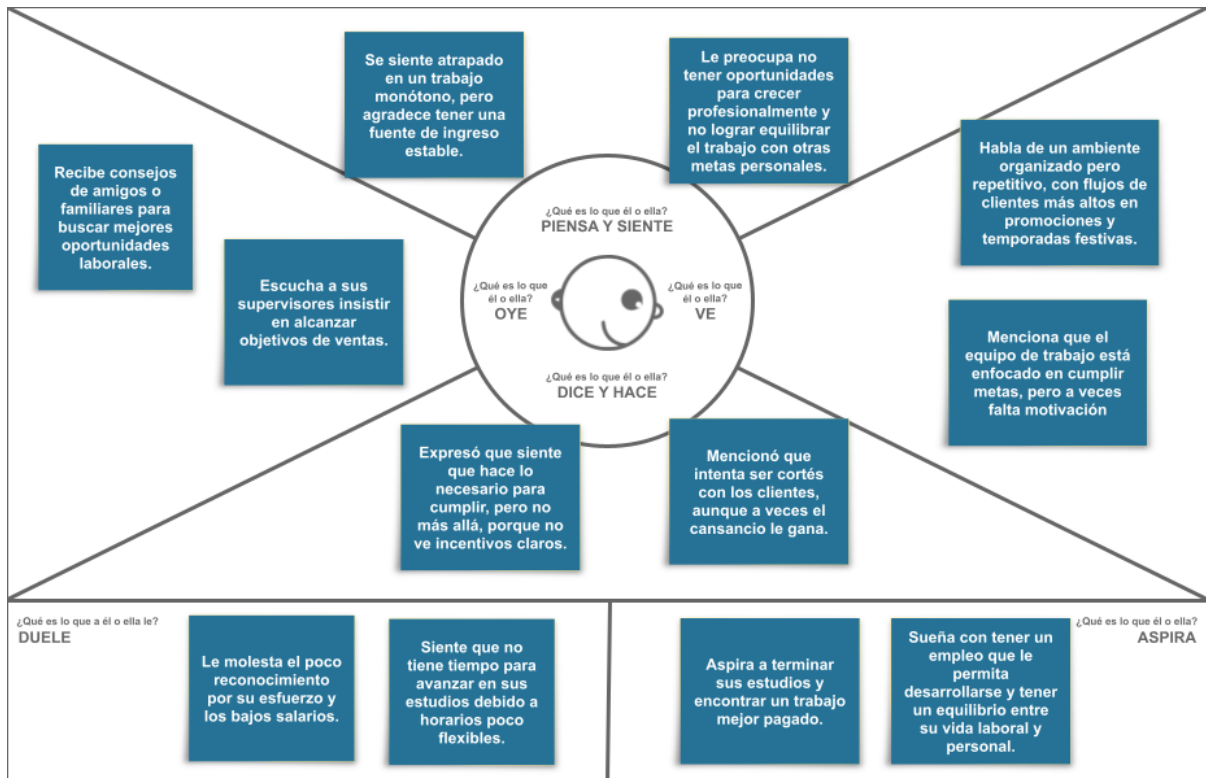 Se siente atrapado
en un trabajo
monótono, pero
agradece tener una
fuente de ingreso
estable.
Le preocupa no
tener oportunidades
para crecer
profesionalmente y
no lograr equilibrar
el trabajo con otras
metas personales.
Recibe consejos
de amigos o
familiares para
buscar mejores
oportunidades
laborales.
Escucha a sus
supervisores insistir
en alcanzar
objetivos de ventas.
Habla de un ambiente
organizado pero
repetitivo, con flujos de
clientes más altos en
promociones y
temporadas festivas.
Menciona que el
equipo de trabajo está
enfocado en cumplir
metas, pero a veces
falta motivación
¿Qué es lo que él o ella?
PIENSA Y SIENTE
¿Qué es lo que
él o ella?
OYE
¿Qué es lo que
él o ella?
VE
¿Qué es lo que él o ella?
DICE Y HACE
Expresó que siente
que hace lo
necesario para
cumplir, pero no
más allá, porque no
ve incentivos claros.
Mencionó que
intenta ser cortés
con los clientes,
aunque a veces el
cansancio le gana.
¿Qué es lo que a él o ella le?
DUELE
Le molesta el poco
reconocimiento
por su esfuerzo y
los bajos salarios.
Siente que no
tiene tiempo para
avanzar en sus
estudios debido a
horarios poco
flexibles.
¿Qué es lo que él o ella?
ASPIRA
Aspira a terminar
sus estudios y
encontrar un trabajo
mejor pagado.
Sueña con tener un
empleo que le
permita
desarrollarse y tener
un equilibrio entre
su vida laboral y
personal.